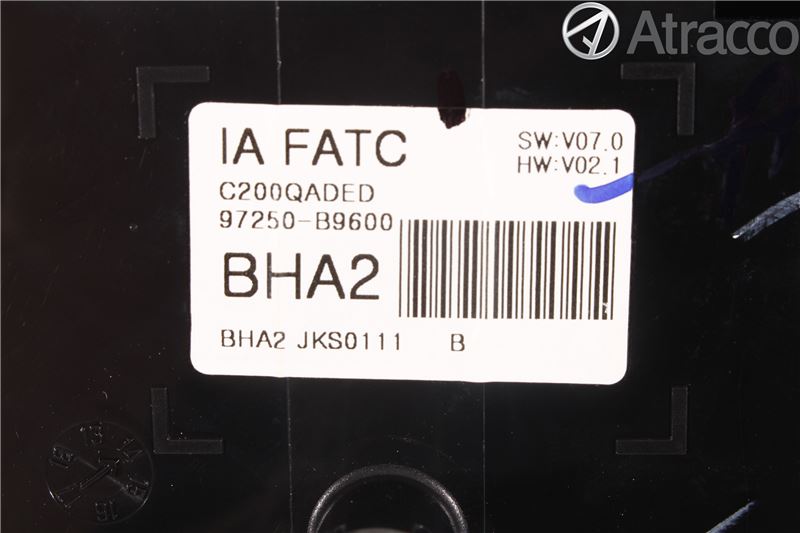 Atracco
IA FATC
SW:V07.0
HW:V02.1
C200QADED
97250-B9600
BHA2
BHA2 JKS0111 B